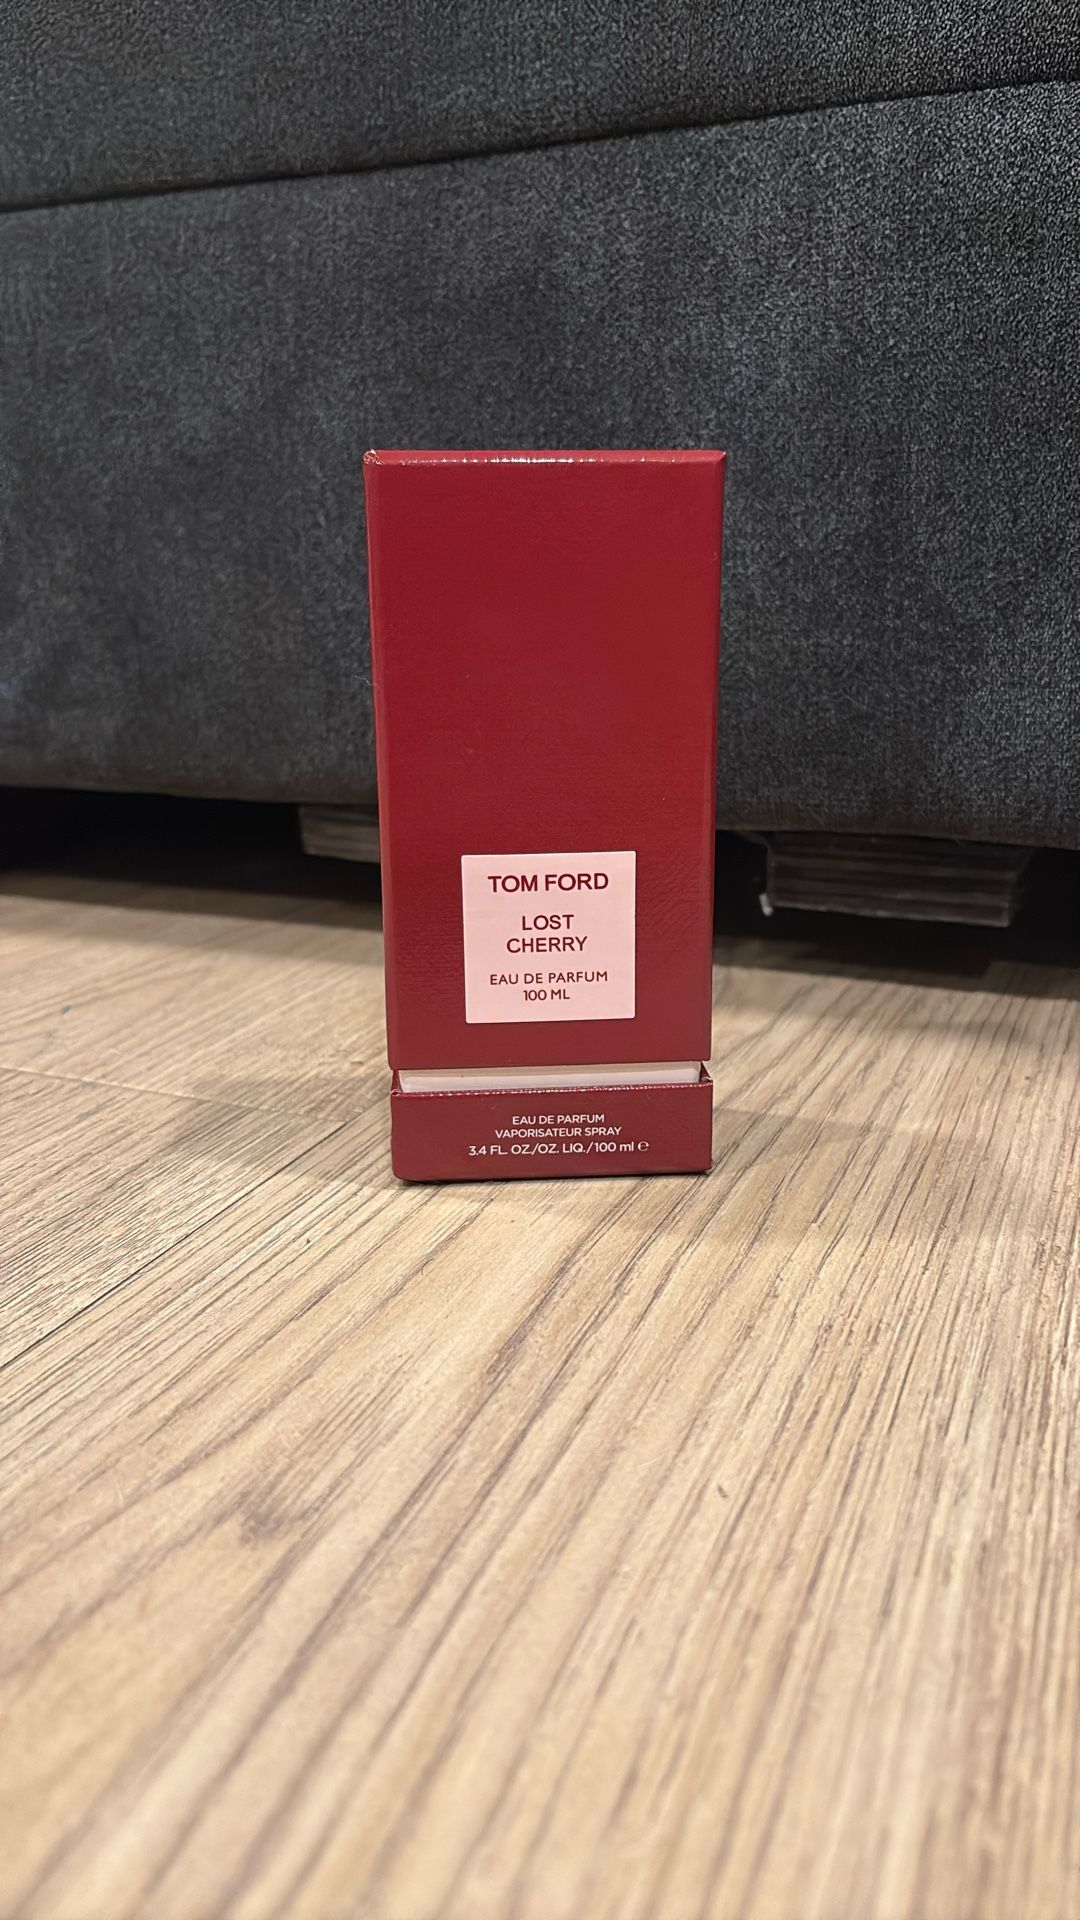 TOM FORD
LOST
CHERRY
EAU DE PARFUM
100 ML
EAU DE PARFUM
VAPORISATEUR SPRAY
3.4 FL. OZ./OZ. LIQ./100 ml ℮